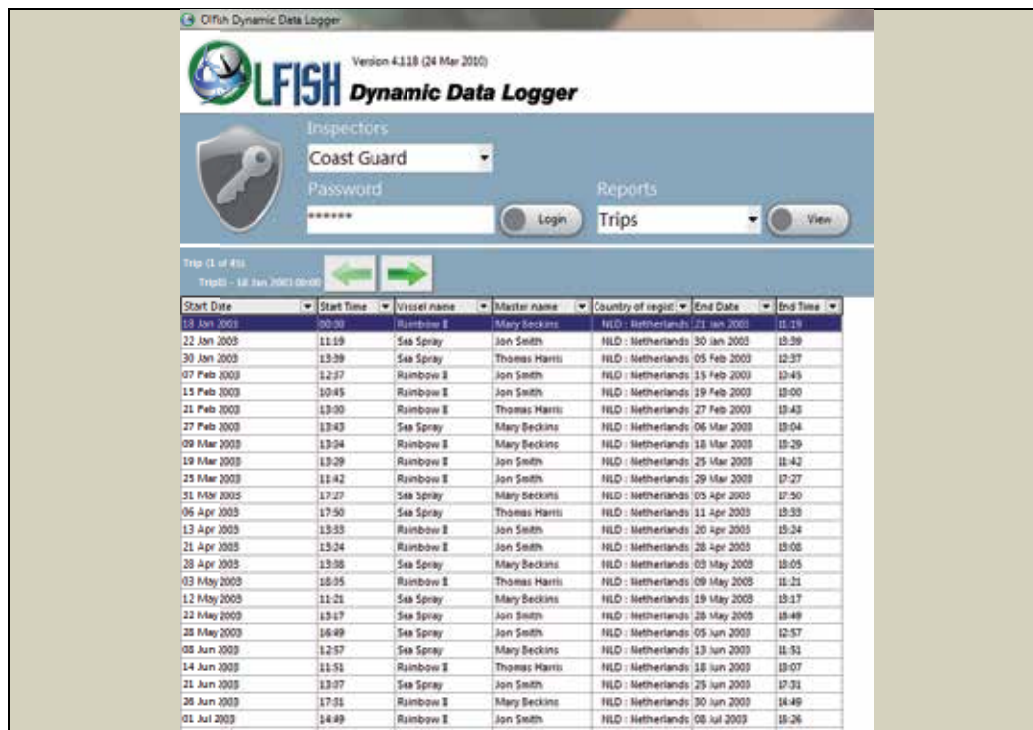 Olfish Dynamic Data Logger
Version 4.118 (24 Mar 2010)
OLFISH Dynamic Data Logger
Inspectors
Coast Guard
Password
******
Login
Reports
Trips
View
Trip (1 of 45):
Trip0 - 18 Jan 2003 00:00
Start Date Start Time Vessel name Master name Country of regist End Date End Time
18 Jan 2003 00:00 Rainbow II Mary Beckins NLD : Netherlands 21 Jan 2003 11:19
22 Jan 2003 11:19 Sea Spray Jon Smith NLD : Netherlands 30 Jan 2003 13:39
30 Jan 2003 13:39 Sea Spray Thomas Harris NLD : Netherlands 05 Feb 2003 12:37
07 Feb 2003 12:37 Rainbow II Jon Smith NLD : Netherlands 15 Feb 2003 10:45
15 Feb 2003 10:45 Rainbow II Jon Smith NLD : Netherlands 19 Feb 2003 13:00
21 Feb 2003 13:00 Rainbow II Thomas Harris NLD : Netherlands 27 Feb 2003 13:43
27 Feb 2003 13:43 Sea Spray Mary Beckins NLD : Netherlands 06 Mar 2003 13:04
09 Mar 2003 13:04 Rainbow II Mary Beckins NLD : Netherlands 18 Mar 2003 13:29
19 Mar 2003 13:29 Rainbow II Jon Smith NLD : Netherlands 25 Mar 2003 11:42
25 Mar 2003 11:42 Rainbow II Jon Smith NLD : Netherlands 29 Mar 2003 17:27
31 Mar 2003 17:27 Sea Spray Mary Beckins NLD : Netherlands 05 Apr 2003 17:50
06 Apr 2003 17:50 Sea Spray Thomas Harris NLD : Netherlands 11 Apr 2003 13:33
13 Apr 2003 13:33 Rainbow II Jon Smith NLD : Netherlands 20 Apr 2003 13:24
21 Apr 2003 13:24 Rainbow II Jon Smith NLD : Netherlands 28 Apr 2003 13:08
28 Apr 2003 13:08 Sea Spray Mary Beckins NLD : Netherlands 03 May 2003 18:05
03 May 2003 18:05 Rainbow II Thomas Harris NLD : Netherlands 09 May 2003 11:21
12 May 2003 11:21 Sea Spray Mary Beckins NLD : Netherlands 19 May 2003 13:17
22 May 2003 13:17 Sea Spray Jon Smith NLD : Netherlands 28 May 2003 16:49
28 May 2003 16:49 Sea Spray Jon Smith NLD : Netherlands 05 Jun 2003 12:57
08 Jun 2003 12:57 Sea Spray Mary Beckins NLD : Netherlands 13 Jun 2003 11:51
14 Jun 2003 11:51 Rainbow II Thomas Harris NLD : Netherlands 18 Jun 2003 13:07
21 Jun 2003 13:07 Sea Spray Jon Smith NLD : Netherlands 25 Jun 2003 17:31
26 Jun 2003 17:31 Rainbow II Mary Beckins NLD : Netherlands 30 Jun 2003 14:49
01 Jul 2003 14:49 Rainbow II Jon Smith NLD : Netherlands 08 Jul 2003